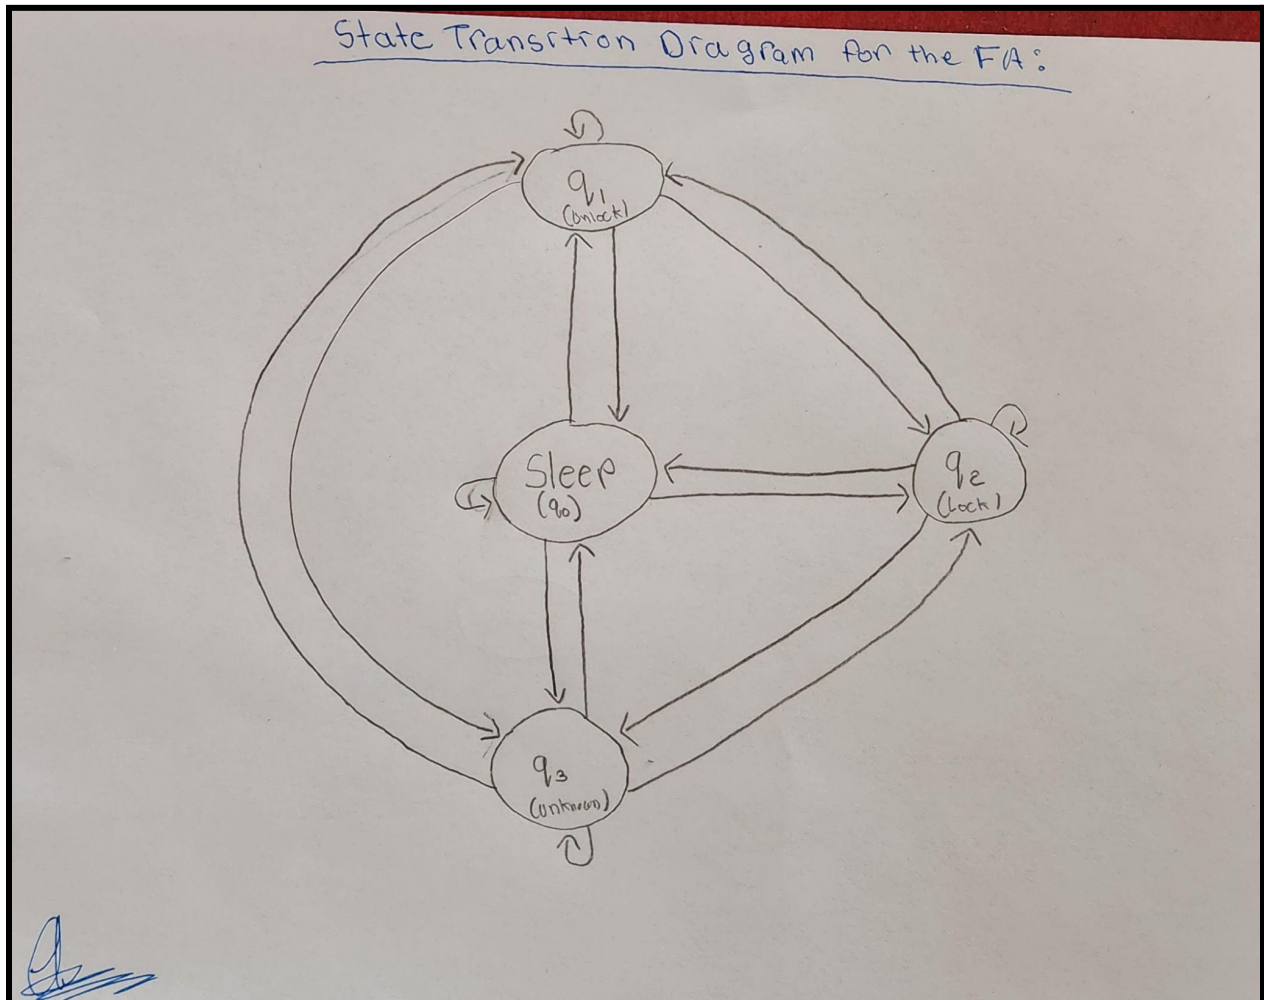 State Transition Diagram for the FA:
q1
(Unlock)
Sleep
(q0)
q2
(Lock)
q3
(Unknown)